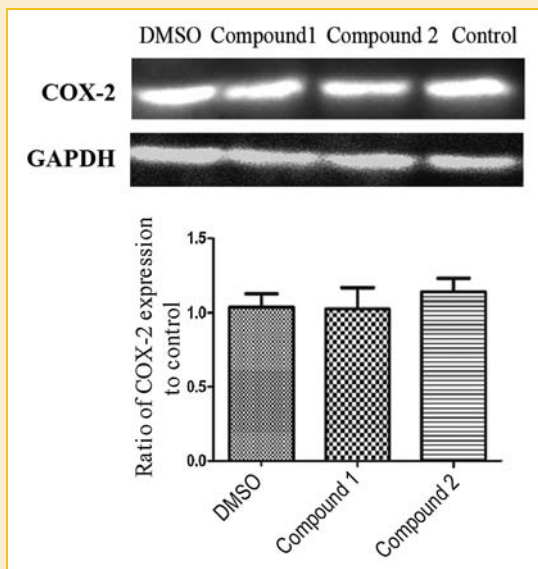 DMSO Compound1 Compound 2 Control
COX-2
GAPDH
Ratio of COX-2 expression
to control
1.5
1.0
0.5
0.0
DMSO
Compound 1
Compound 2